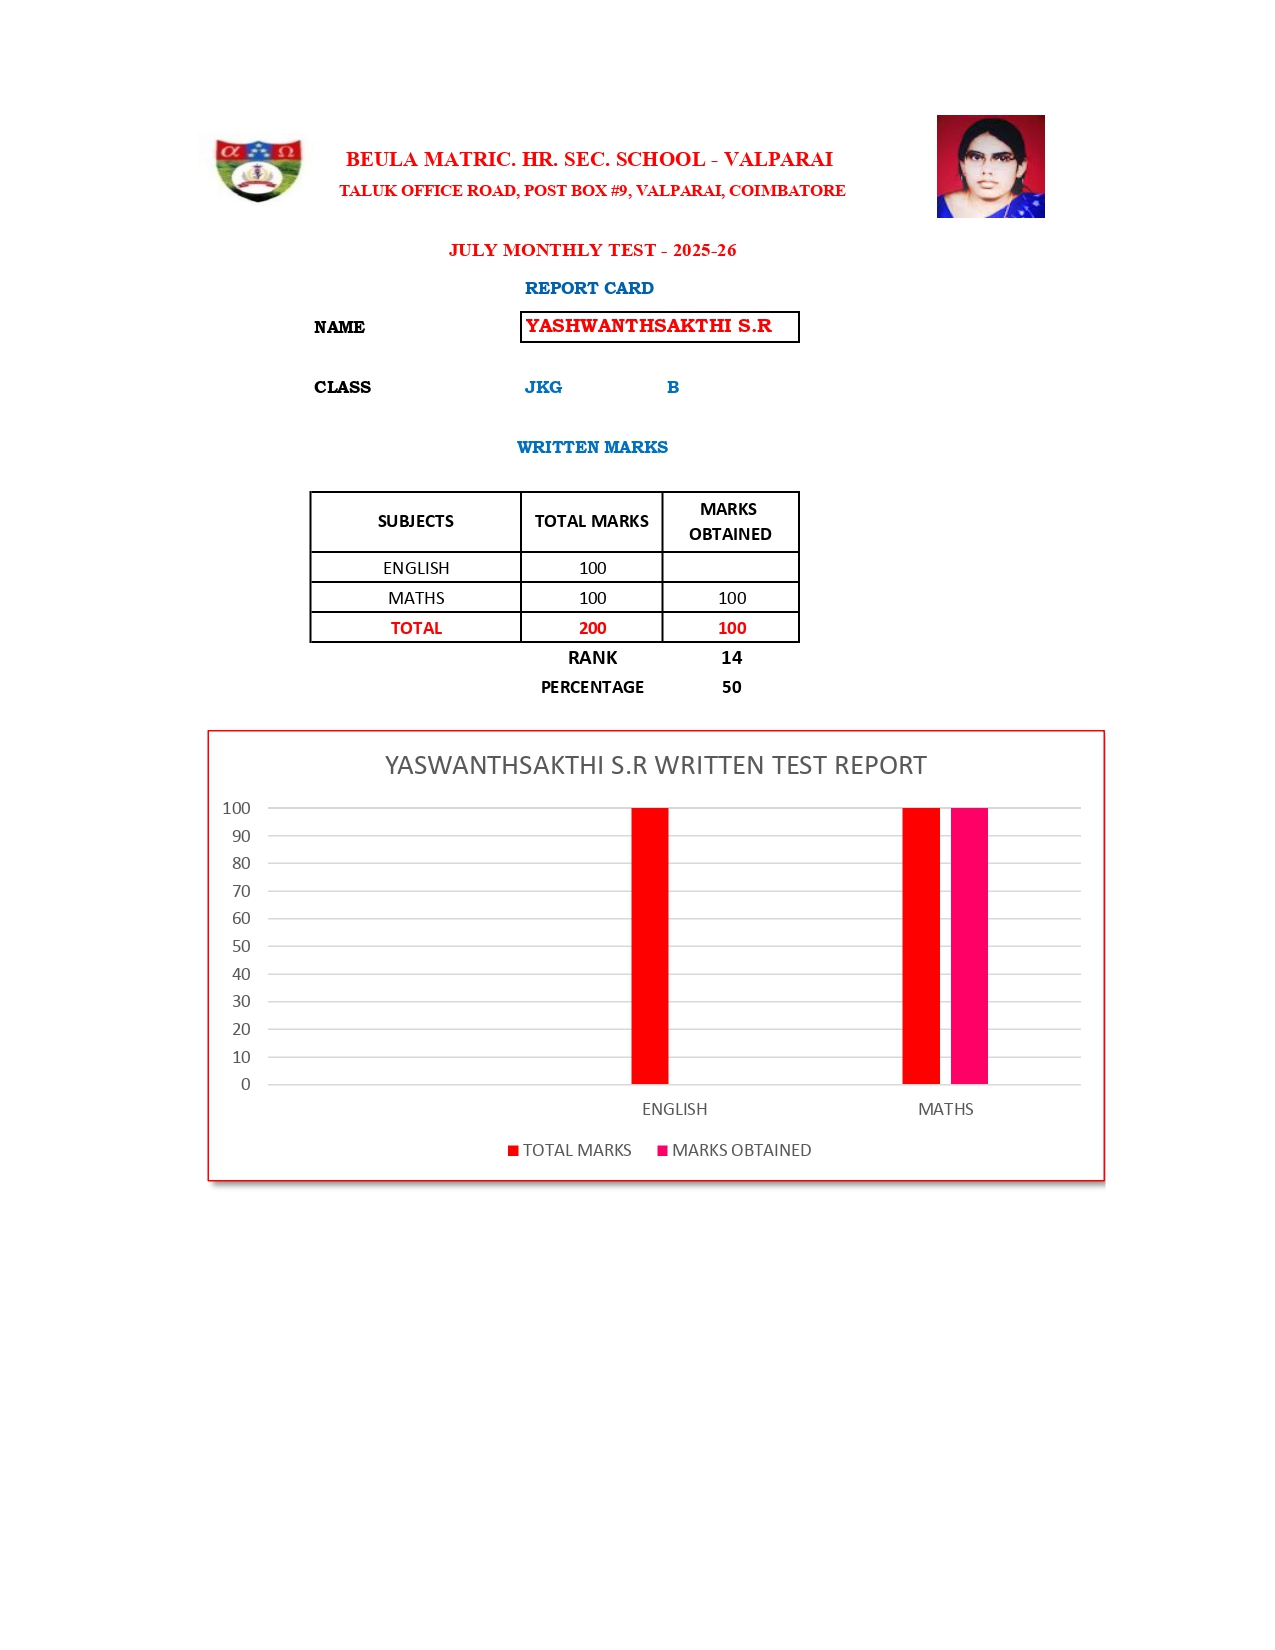 α Ω
BEULA MATRIC. HR. SEC. SCHOOL - VALPARAI
TALUK OFFICE ROAD, POST BOX #9, VALPARAI, COIMBATORE
JULY MONTHLY TEST - 2025-26
REPORT CARD
NAME YASHWANTHSAKTHI S.R
CLASS JKG B
WRITTEN MARKS
SUBJECTS TOTAL MARKS MARKS OBTAINED
ENGLISH 100
MATHS 100 100
TOTAL 200 100
RANK 14
PERCENTAGE 50
YASWANTHSAKTHI S.R WRITTEN TEST REPORT
100
90
80
70
60
50
40
30
20
10
0
ENGLISH MATHS
TOTAL MARKS MARKS OBTAINED